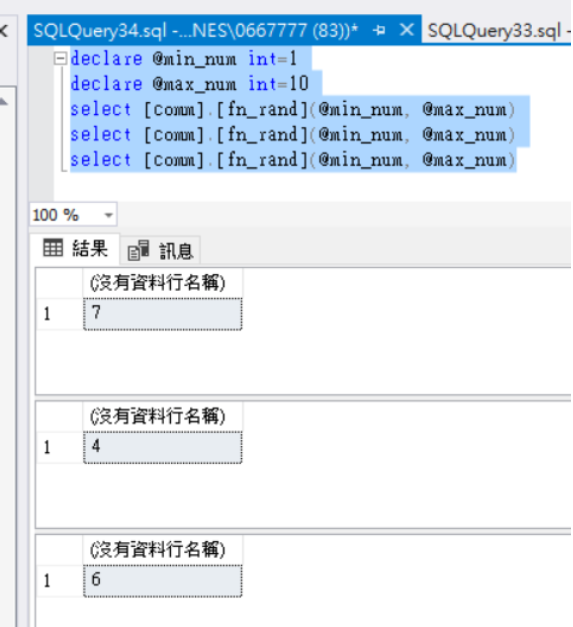 SQLQuery34.sql -...NES\0667777 (83))* SQLQuery33.sql -
declare @min_num int=1
declare @max_num int=10
select [comm].[fn_rand](@min_num, @max_num)
select [comm].[fn_rand](@min_num, @max_num)
select [comm].[fn_rand](@min_num, @max_num)
100 %
結果 訊息
(沒有資料行名稱)
1 7
(沒有資料行名稱)
1 4
(沒有資料行名稱)
1 6